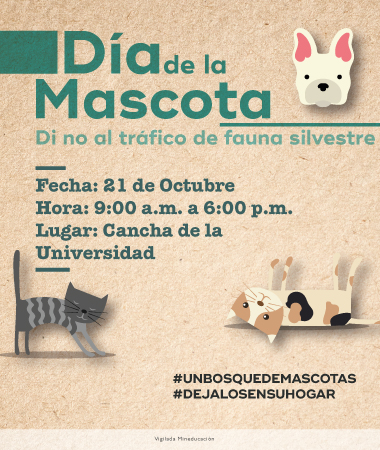 Día de la
Mascota
Di no al tráfico de fauna silvestre
Fecha: 21 de Octubre
Hora: 9:00 a.m. a 6:00 p.m.
Lugar: Cancha de la
Universidad
#UNBOSQUEDEMASCOTAS
#DEJALOSENSUHOGAR
Vigilada Mineducación